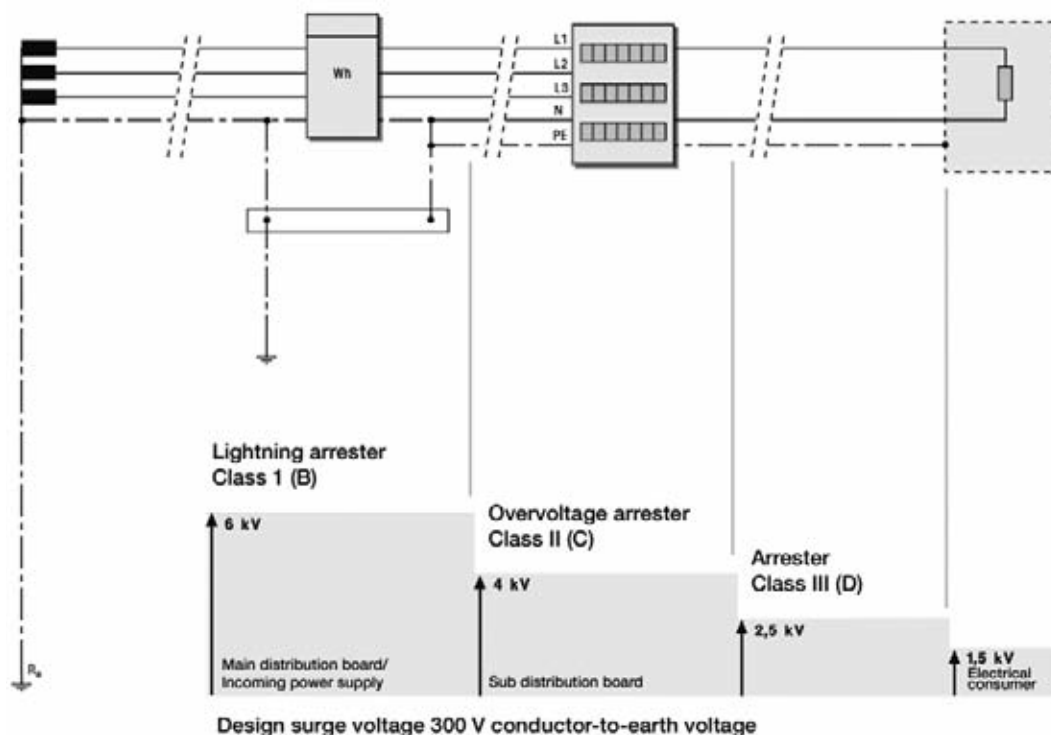 L1
L2
L3
N
PE
Wh
Lightning arrester
Class 1 (B)
6 kV
Main distribution board/
Incoming power supply
Overvoltage arrester
Class II (C)
4 kV
Sub distribution board
Arrester
Class III (D)
2,5 kV
1,5 kV
Electrical
consumer
Design surge voltage 300 V conductor-to-earth voltage